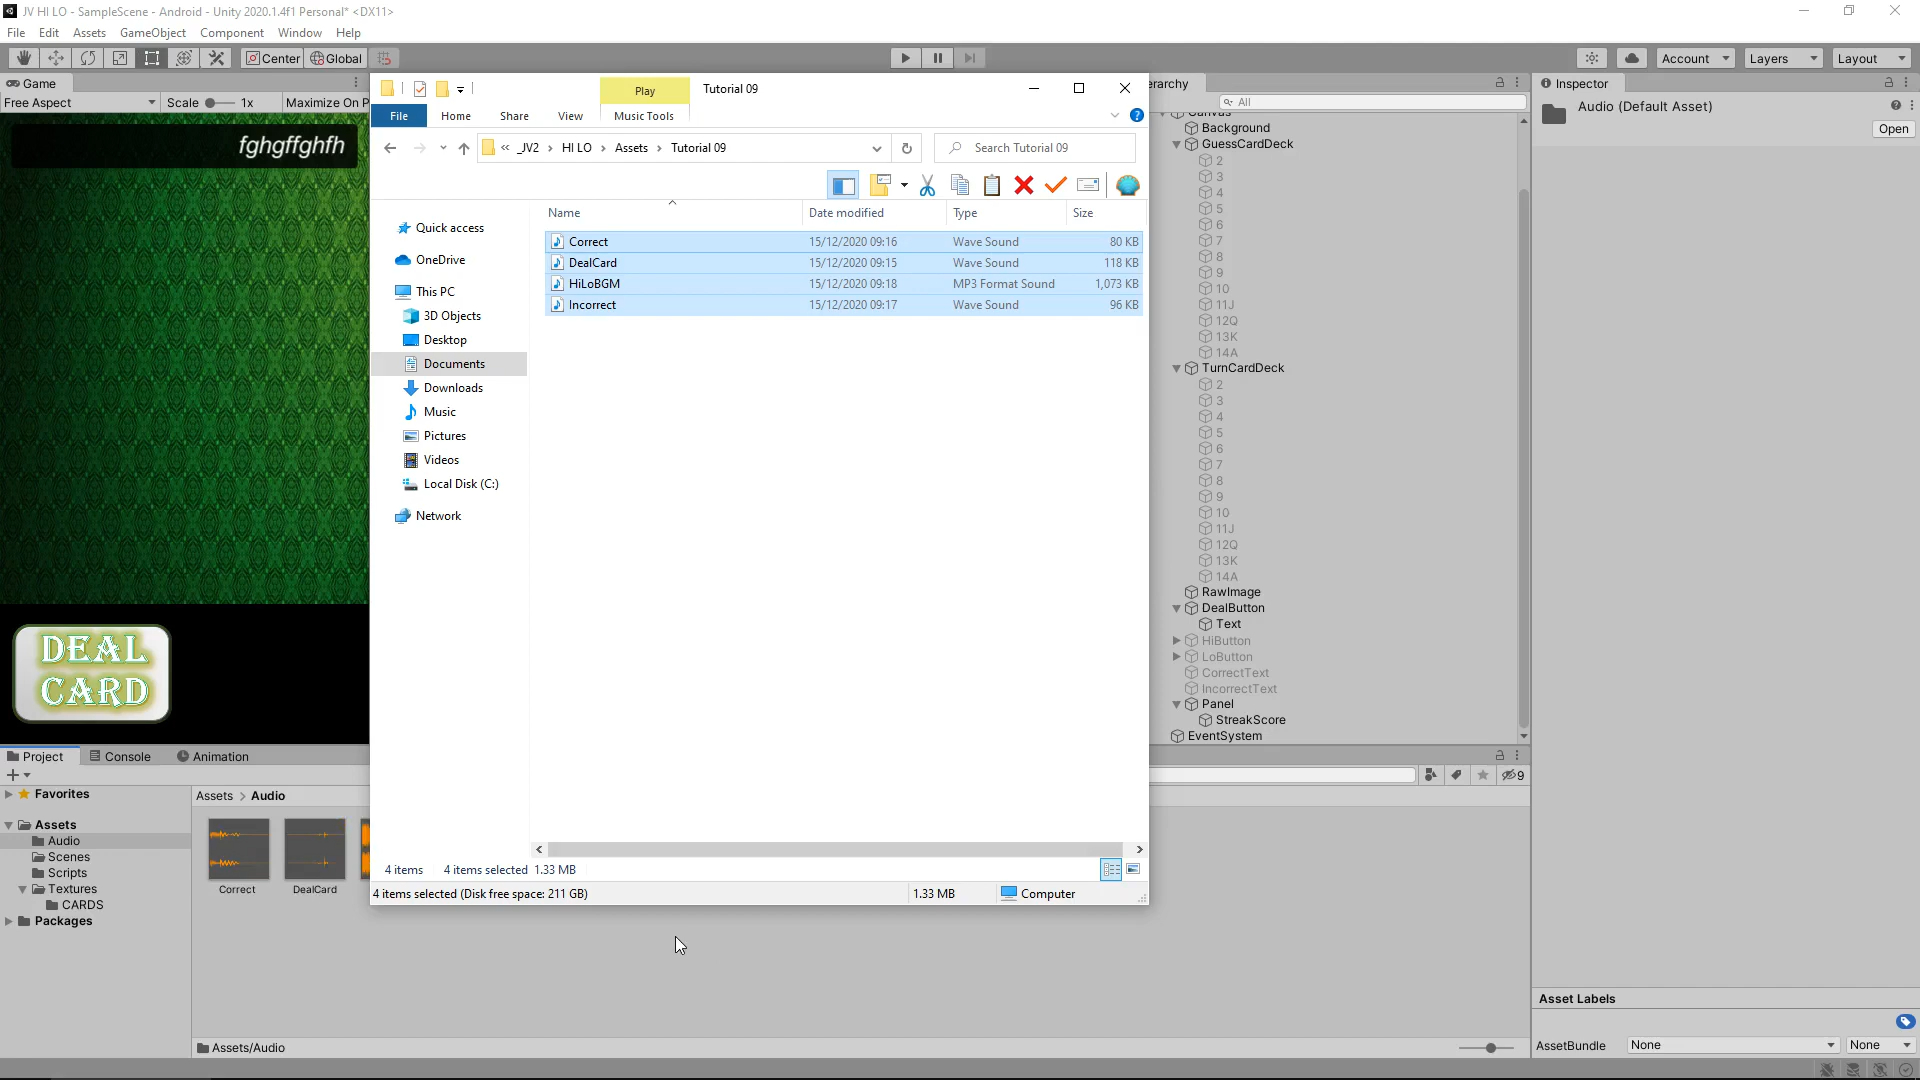 JV HI LO - SampleScene - Android - Unity 2020.1.4f1 Personal* <DX11>
File Edit Assets GameObject Component Window Help
Center Global Account Layers Layout
Game
Free Aspect Scale 1x Maximize On P
fghgffghfh
DEAL
CARD
Play Tutorial 09
File Home Share View Music Tools
« _JV2 > HI LO > Assets > Tutorial 09 Search Tutorial 09
Name Date modified Type Size
Correct 15/12/2020 09:16 Wave Sound 80 KB
DealCard 15/12/2020 09:15 Wave Sound 118 KB
HiLoBGM 15/12/2020 09:18 MP3 Format Sound 1,073 KB
Incorrect 15/12/2020 09:17 Wave Sound 96 KB
Quick access
OneDrive
This PC
3D Objects
Desktop
Documents
Downloads
Music
Pictures
Videos
Local Disk (C:)
Network
4 items 4 items selected 1.33 MB
4 items selected (Disk free space: 211 GB) 1.33 MB Computer
erarchy
All
Canvas
Background
GuessCardDeck
2
3
4
5
6
7
8
9
10
11J
12Q
13K
14A
TurnCardDeck
2
3
4
5
6
7
8
9
10
11J
12Q
13K
14A
RawImage
DealButton
Text
HiButton
LoButton
CorrectText
IncorrectText
Panel
StreakScore
EventSystem
Inspector
Audio (Default Asset)
Open
Project Console Animation
9
Favorites
Assets
Audio
Scenes
Scripts
Textures
CARDS
Packages
Assets > Audio
Correct DealCard
Assets/Audio
Asset Labels
AssetBundle None None